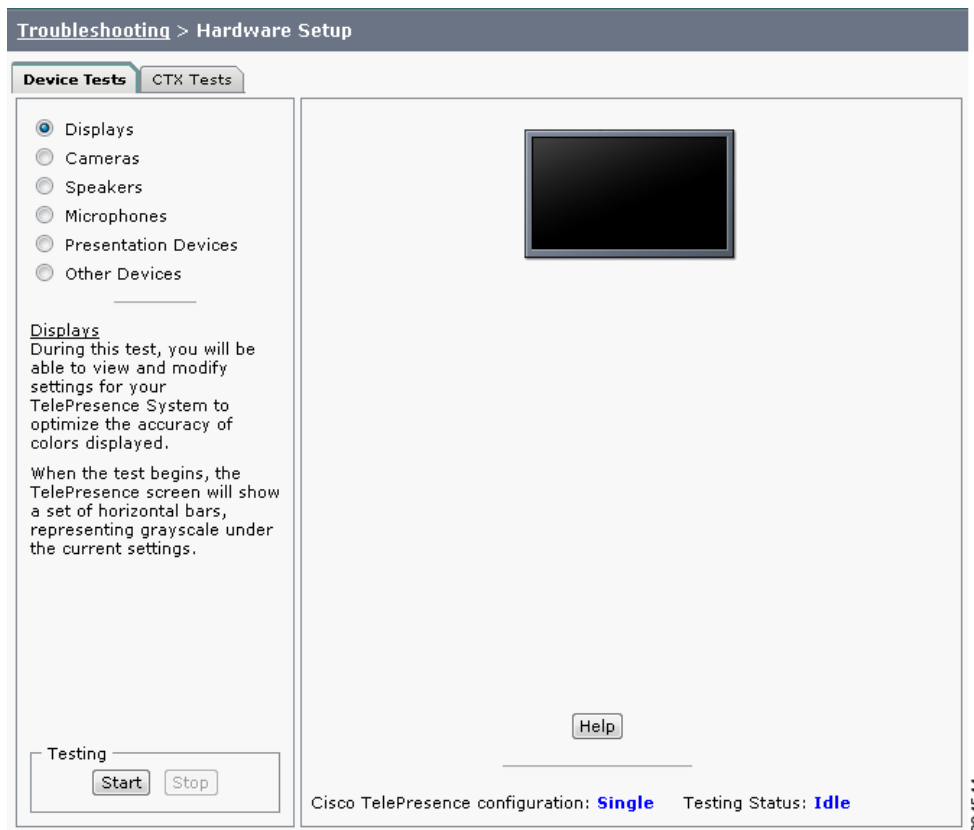 Troubleshooting > Hardware Setup
Device Tests
CTX Tests
Displays
Cameras
Speakers
Microphones
Presentation Devices
Other Devices
Displays
During this test, you will be
able to view and modify
settings for your
TelePresence System to
optimize the accuracy of
colors displayed.
When the test begins, the
TelePresence screen will show
a set of horizontal bars,
representing grayscale under
the current settings.
Testing
Start Stop
Help
Cisco TelePresence configuration: Single Testing Status: Idle